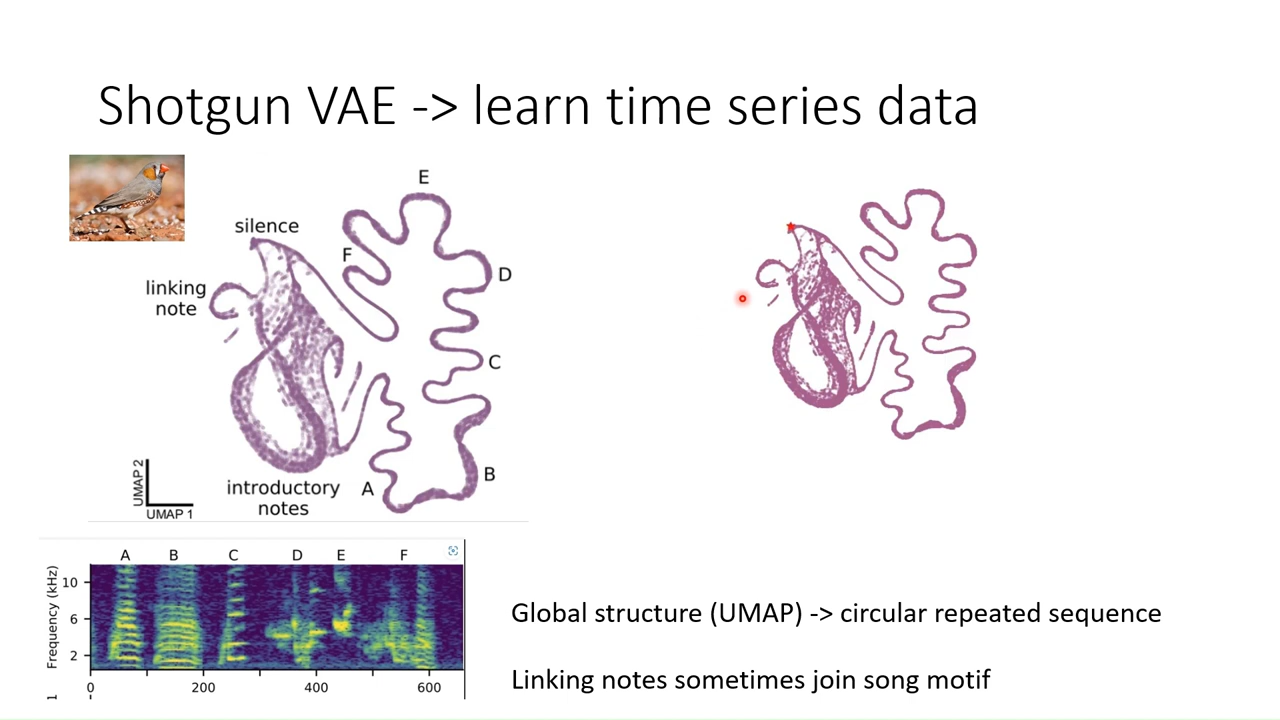 Shotgun VAE -> learn time series data
E
silence
F
D
linking
note
C
B
A
introductory
notes
UMAP 2
UMAP 1
A B C D E F
Frequency (kHz)
10
6
2
0 200 400 600
1
Global structure (UMAP) -> circular repeated sequence
Linking notes sometimes join song motif